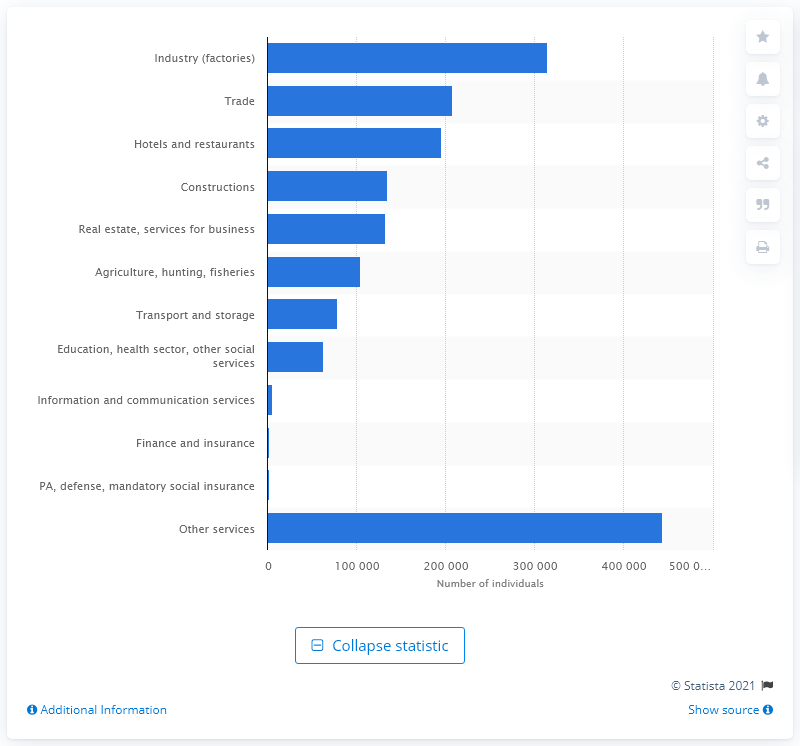 Industry (factories)
Trade
Hotels and restaurants
Constructions
Real estate, services for business
Agriculture, hunting, fisheries
Transport and storage
Education, health sector, other social
services
Information and communication services
Finance and insurance
PA, defense, mandatory social insurance
Other services
0 100 000 200 000 300 000 400 000 500 0...
Number of individuals
Collapse statistic
© Statista 2021
Additional Information Show source